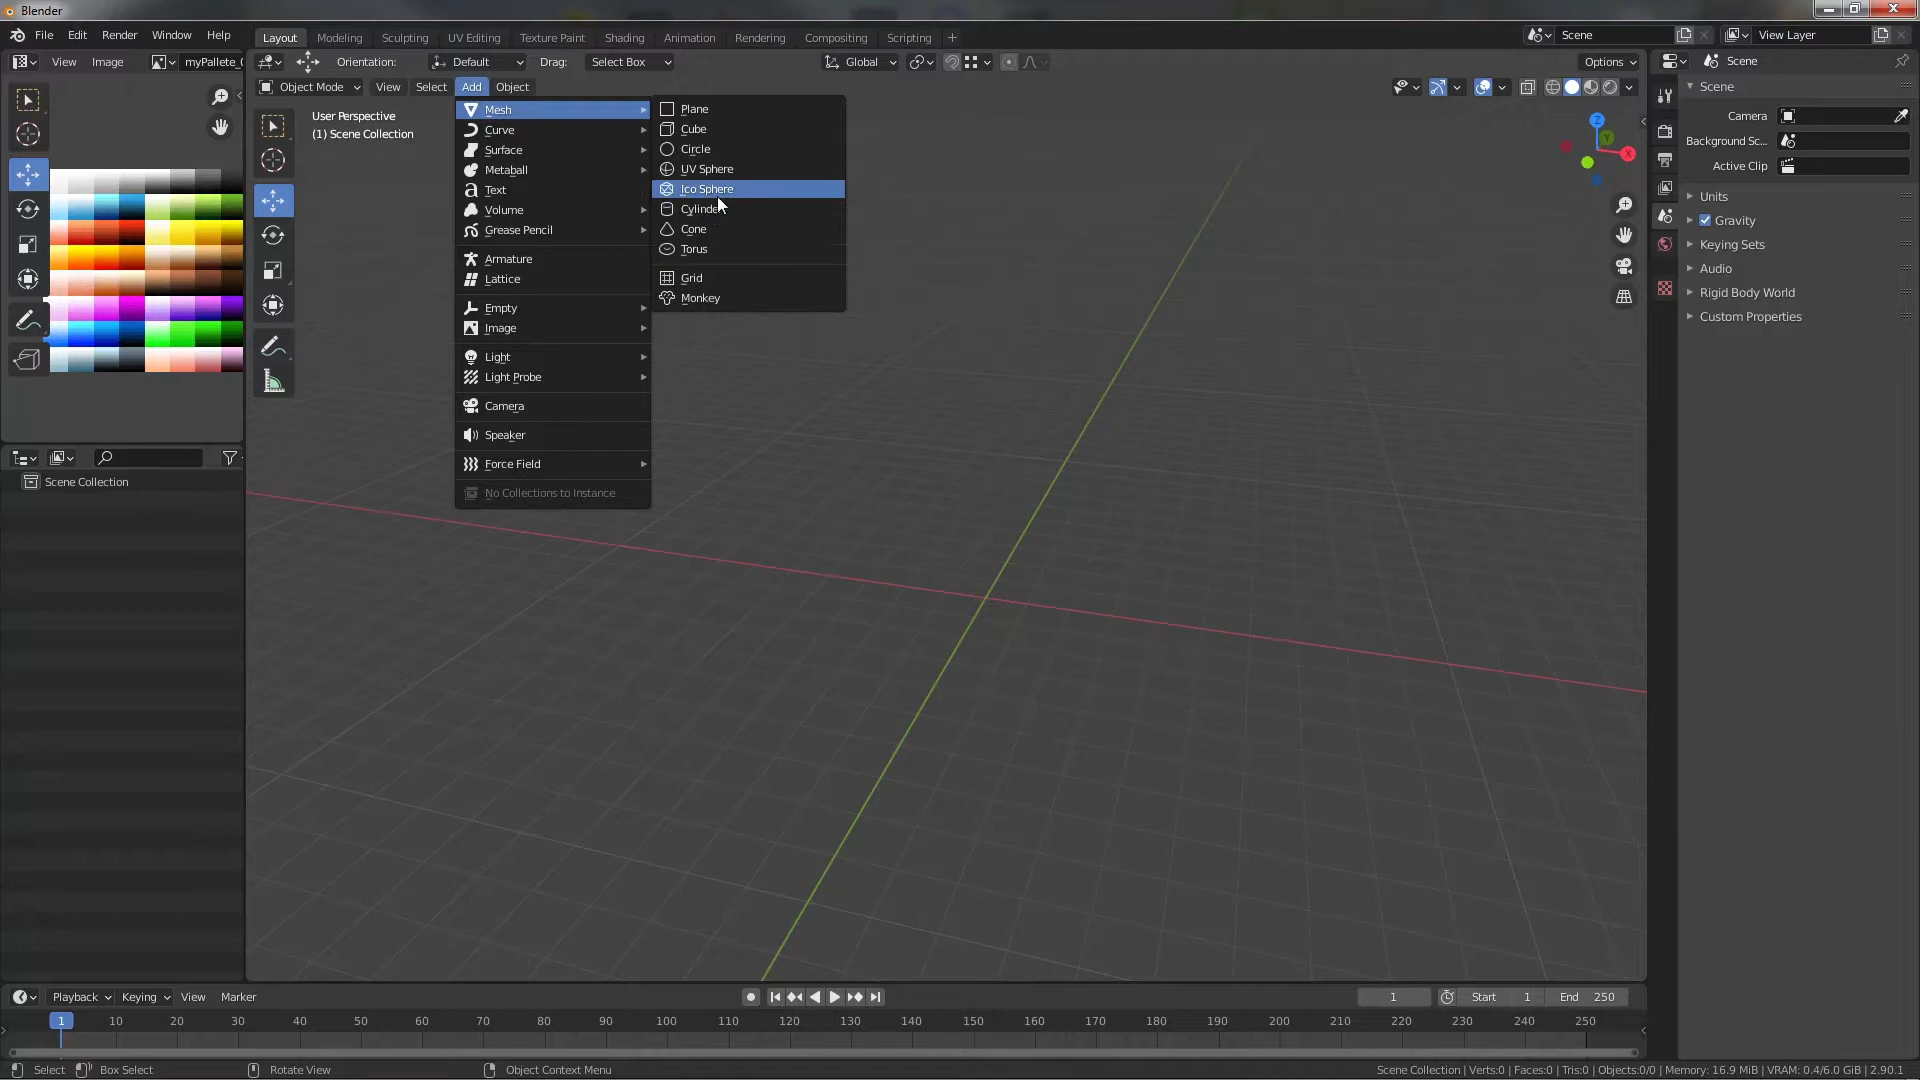 Blender
File Edit Render Window Help
Layout Modeling Sculpting UV Editing Texture Paint Shading Animation Rendering Compositing Scripting +
Scene
View Layer
View Image myPallete_
Orientation: Default Drag: Select Box
Global
Options
Scene
Object Mode View Select Add Object
User Perspective
(1) Scene Collection
Mesh
Curve
Surface
Metaball
Text
Volume
Grease Pencil
Armature
Lattice
Empty
Image
Light
Light Probe
Camera
Speaker
Force Field
No Collections to Instance
Plane
Cube
Circle
UV Sphere
Ico Sphere
Cylinde
Cone
Torus
Grid
Monkey
Z
Y
X
Scene
Camera
Background Sc...
Active Clip
Units
Gravity
Keying Sets
Audio
Rigid Body World
Custom Properties
Scene Collection
Playback Keying View Marker
1
Start 1
End 250
1 10 20 30 40 50 60 70 80 90 100 110 120 130 140 150 160 170 180 190 200 210 220 230 240 250
Select Box Select Rotate View Object Context Menu
Scene Collection | Verts:0 | Faces:0 | Tris:0 | Objects:0/0 | Memory: 16.9 MiB | VRAM: 0.4/6.0 GiB | 2.90.1